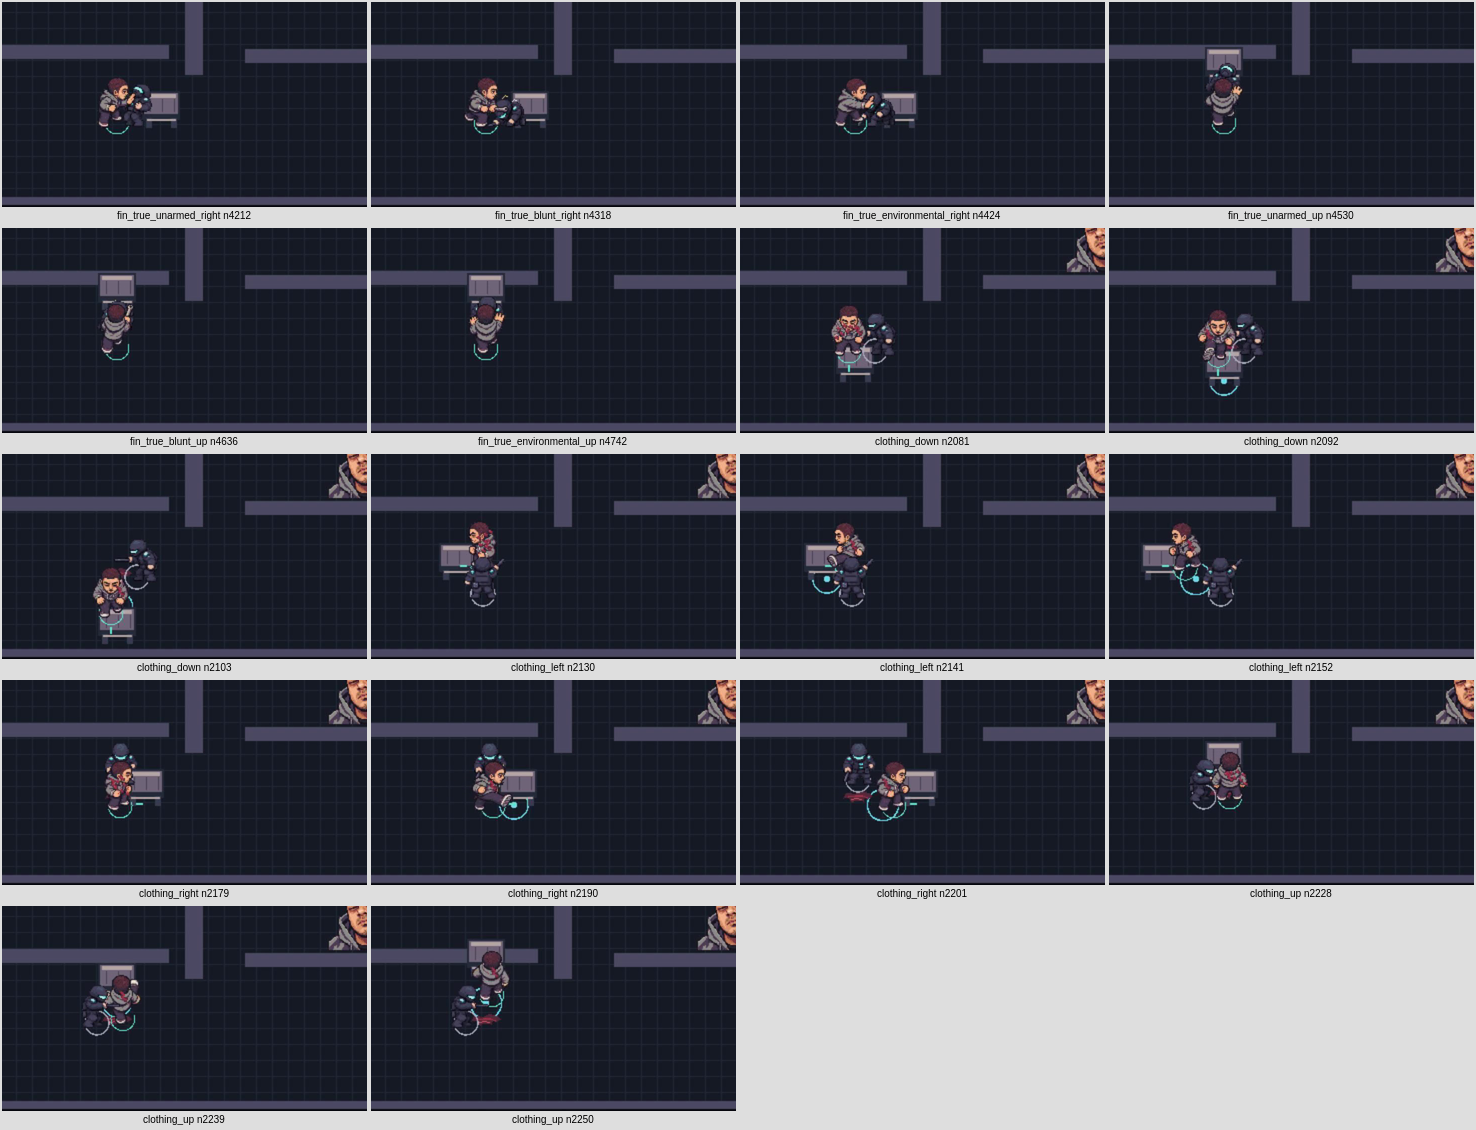 fin_true_unarmed_right n4212
fin_true_blunt_right n4318
fin_true_environmental_right n4424
fin_true_unarmed_up n4530
fin_true_blunt_up n4636
fin_true_environmental_up n4742
clothing_down n2081
clothing_down n2092
clothing_down n2103
clothing_left n2130
clothing_left n2141
clothing_left n2152
clothing_right n2179
clothing_right n2190
clothing_right n2201
clothing_up n2228
clothing_up n2239
clothing_up n2250